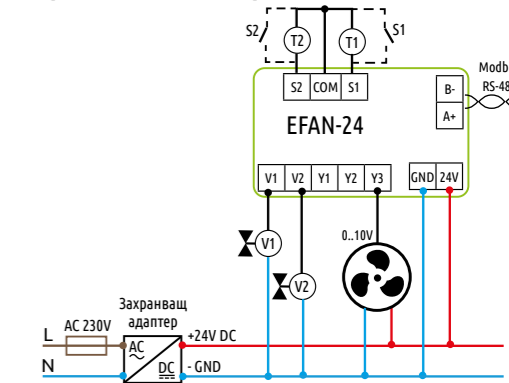 S2 T2 T1 S1
S2 COM S1
Modb
RS-48
B-
A+
EFAN-24
V1 V2 Y1 Y2 Y3 GND 24V
V1
0..10V
V2
Захранващ
адаптер
AC 230V
L
N
AC
DC
+24V DC
- GND